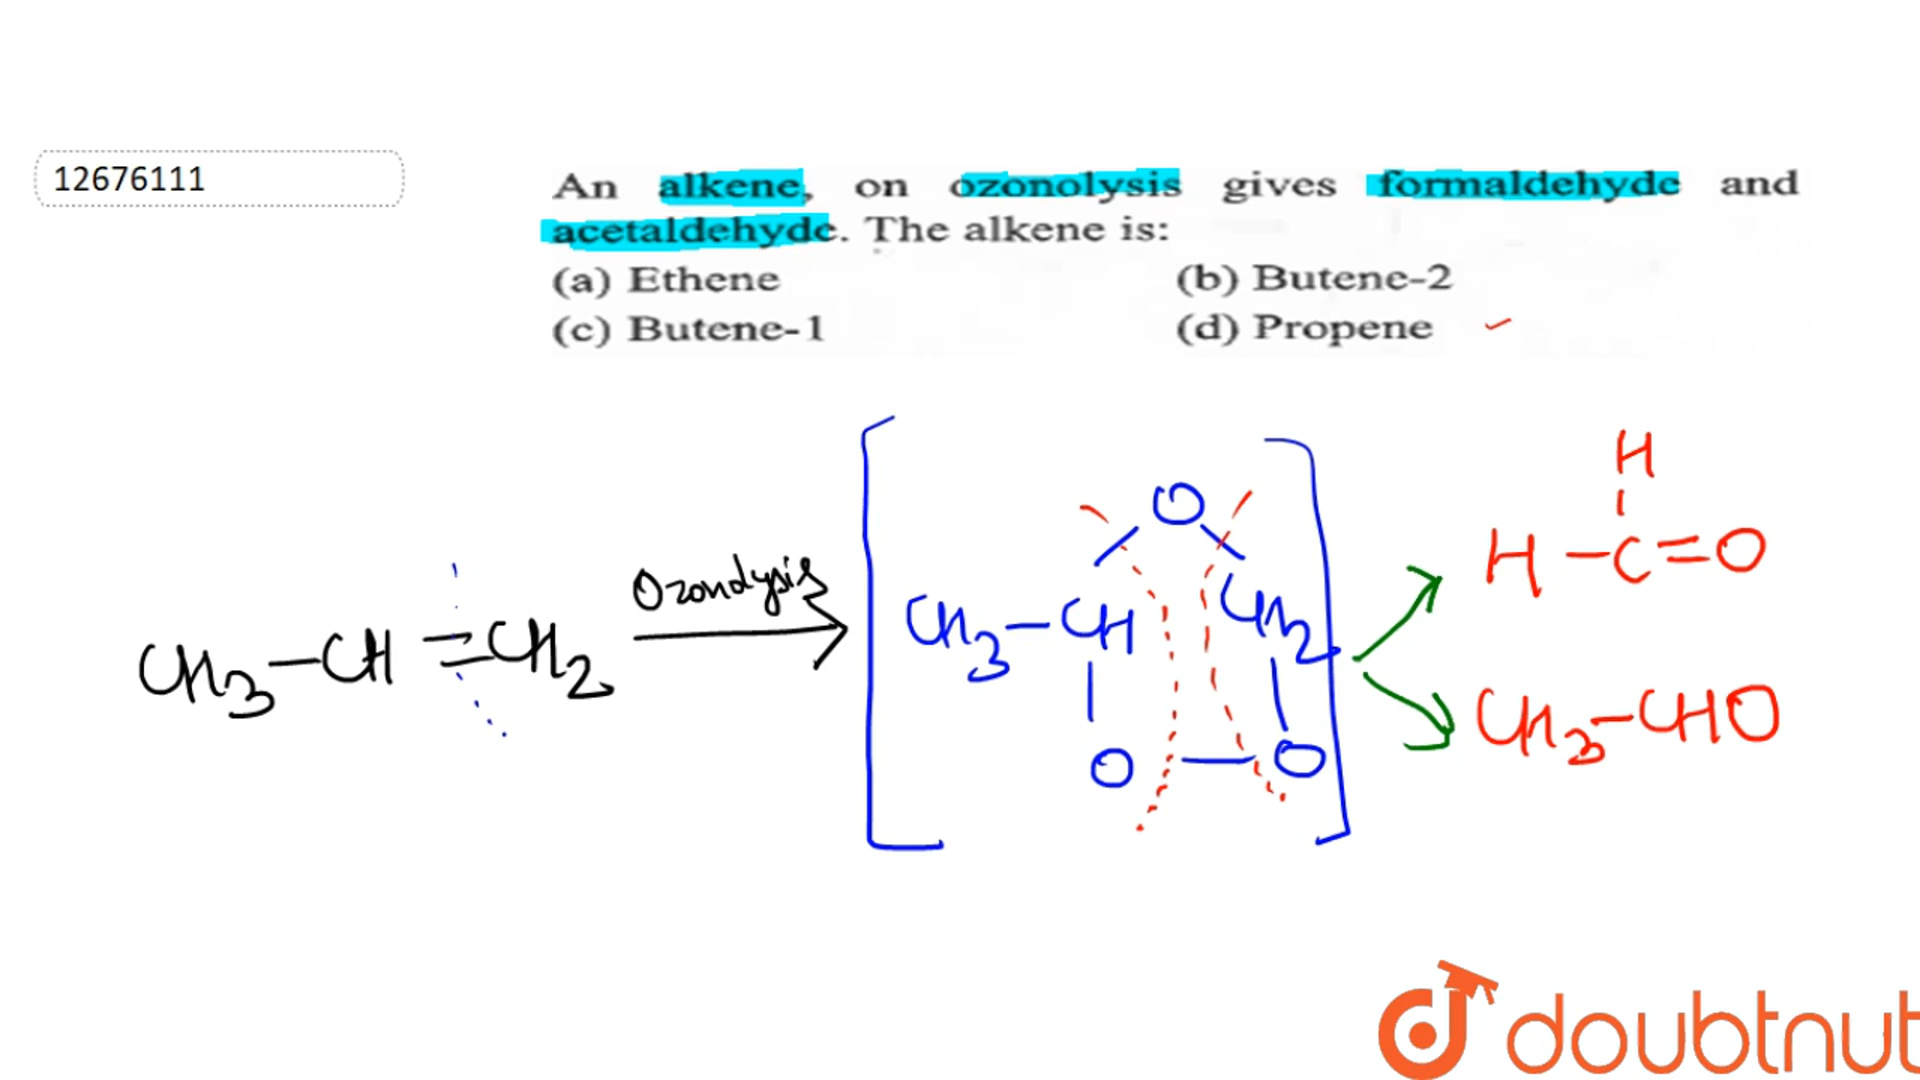 12676111
An alkene, on ozonolysis gives formaldehyde and
acetaldehyde. The alkene is:
(a) Ethene (b) Butene-2
(c) Butene-1 (d) Propene
CH3-CH=CH2 Ozonolysis
O
CH3-CH CH2
O-O
H
H-C=O
CH3-CHO
doubtnut